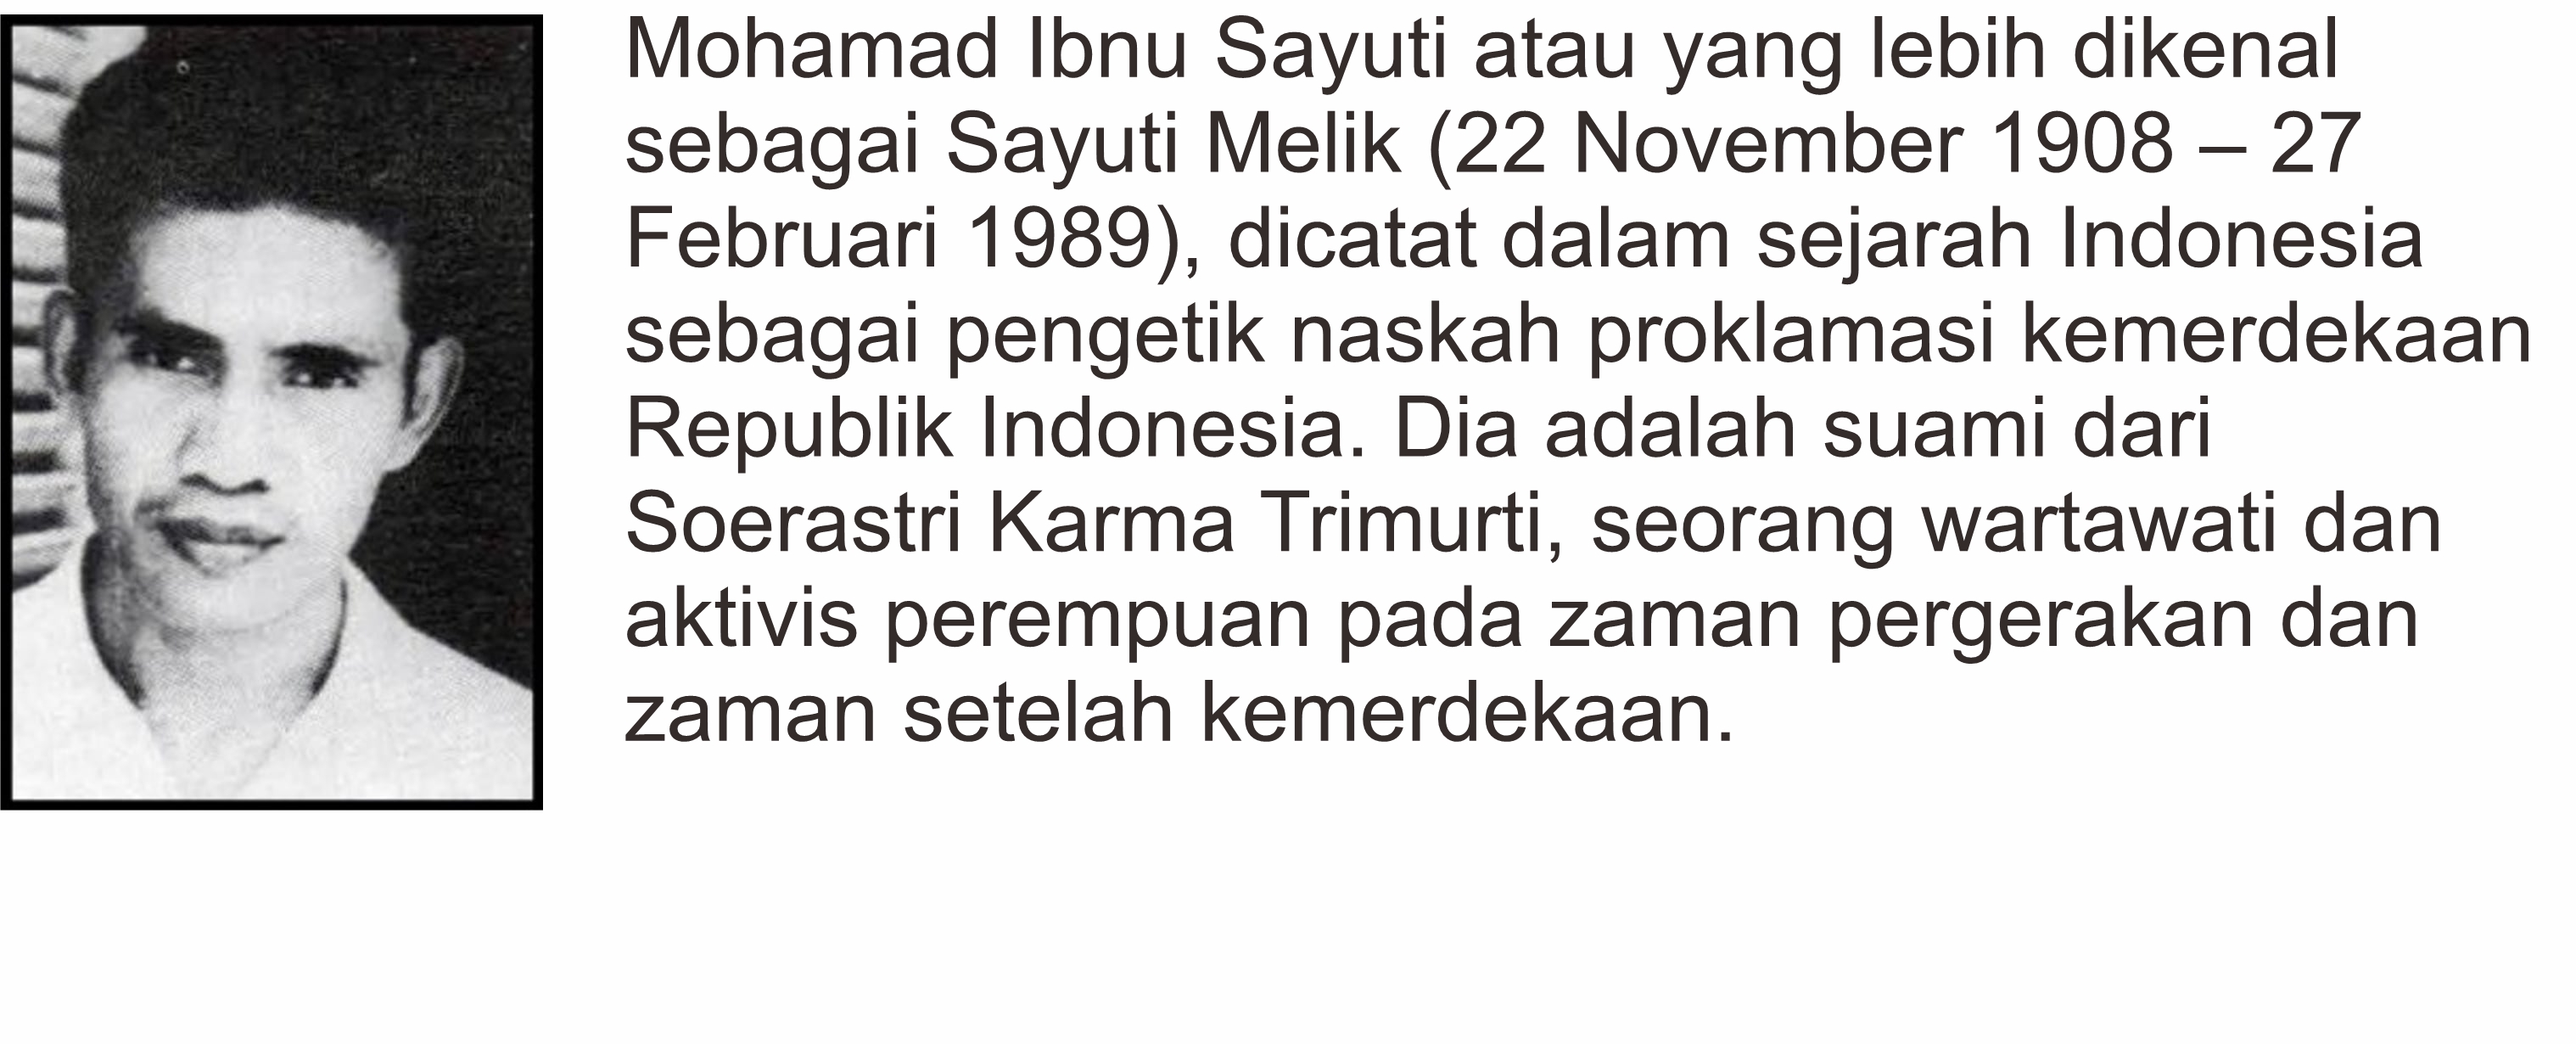 Mohamad Ibnu Sayuti atau yang lebih dikenal
sebagai Sayuti Melik (22 November 1908 – 27
Februari 1989), dicatat dalam sejarah Indonesia
sebagai pengetik naskah proklamasi kemerdekaan
Republik Indonesia. Dia adalah suami dari
Soerastri Karma Trimurti, seorang wartawati dan
aktivis perempuan pada zaman pergerakan dan
zaman setelah kemerdekaan.